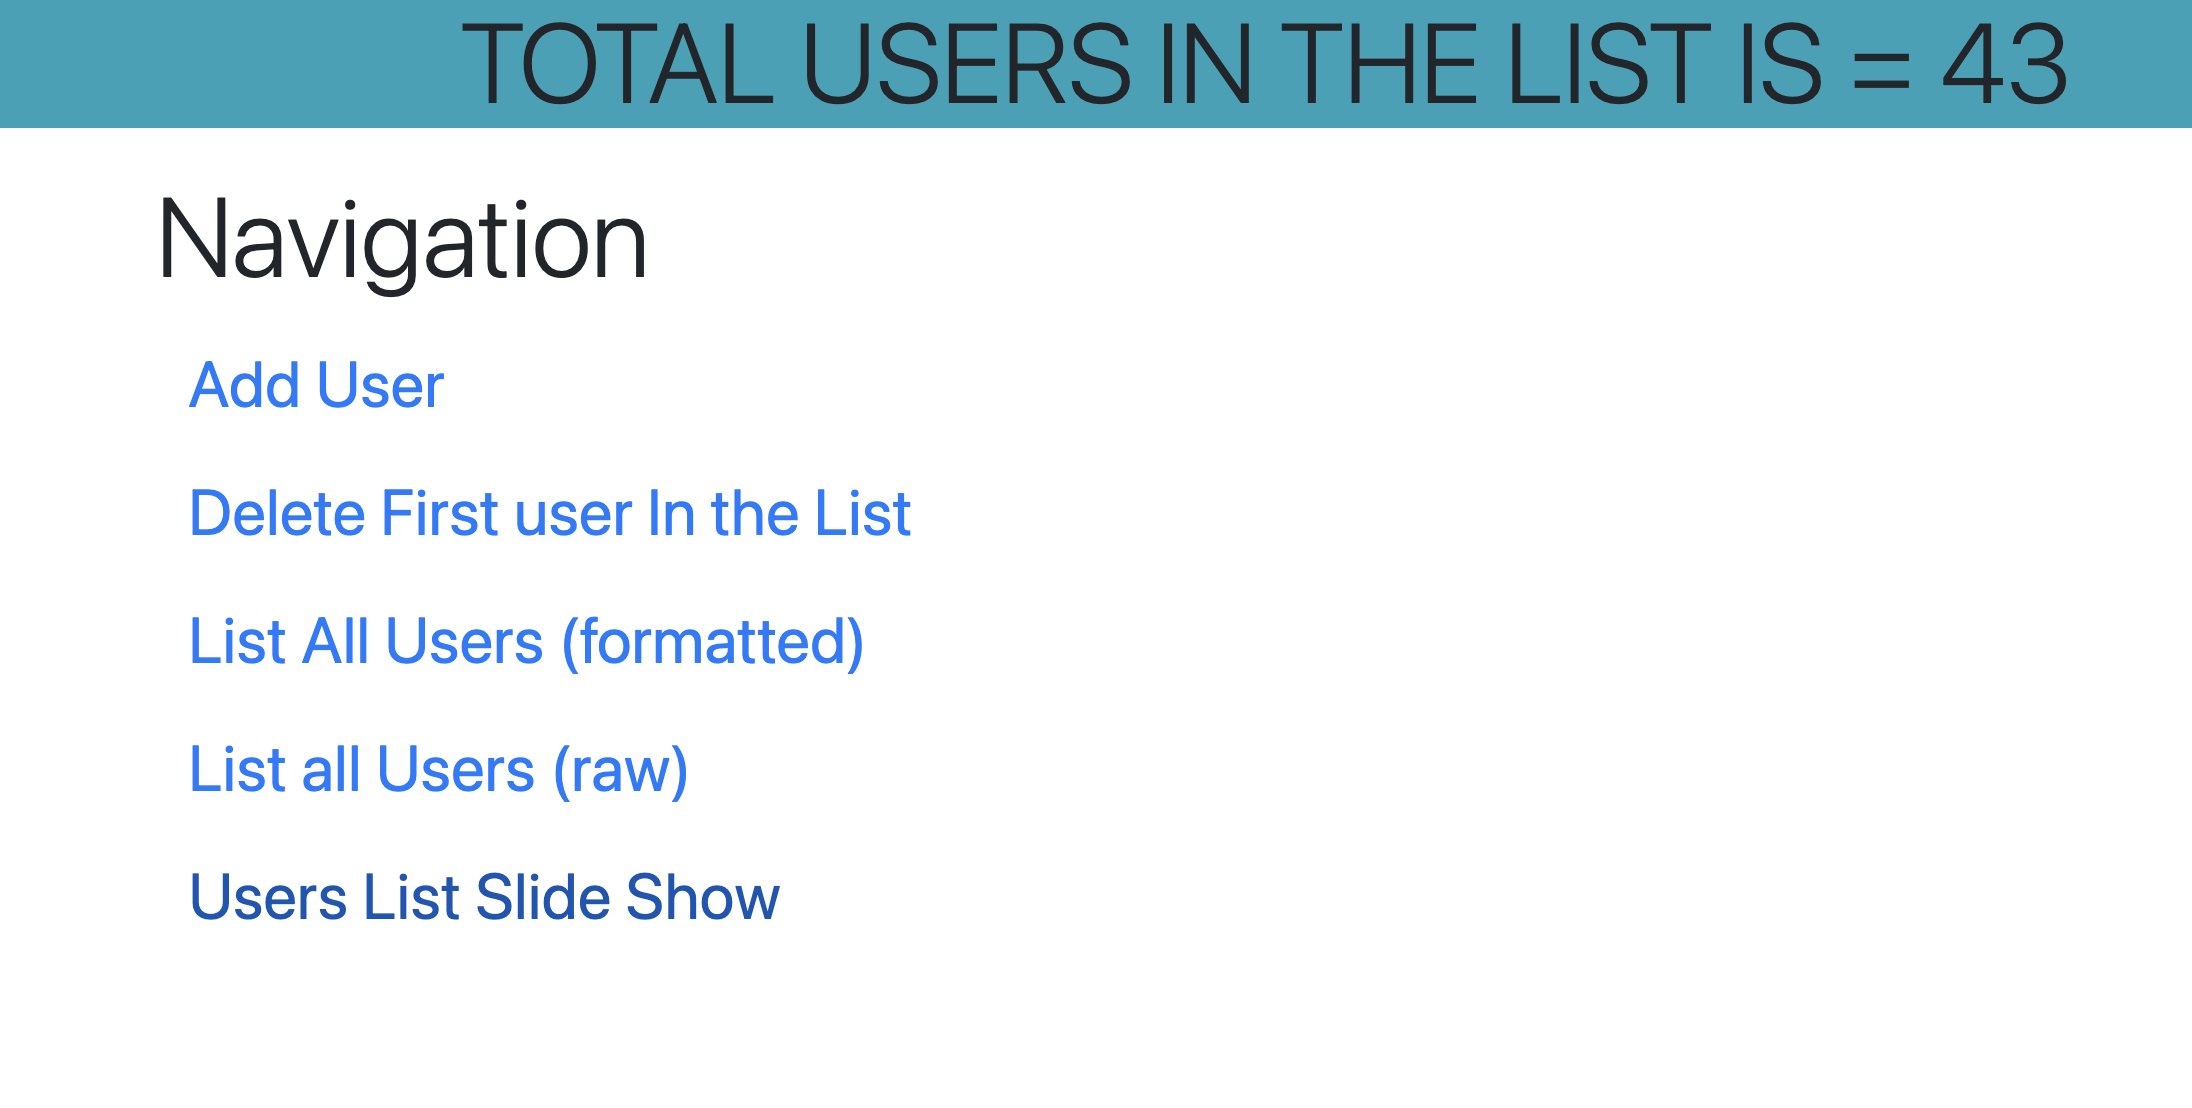 TOTAL USERS IN THE LIST IS = 43
Navigation
Add User
Delete First user In the List
List All Users (formatted)
List all Users (raw)
Users List Slide Show